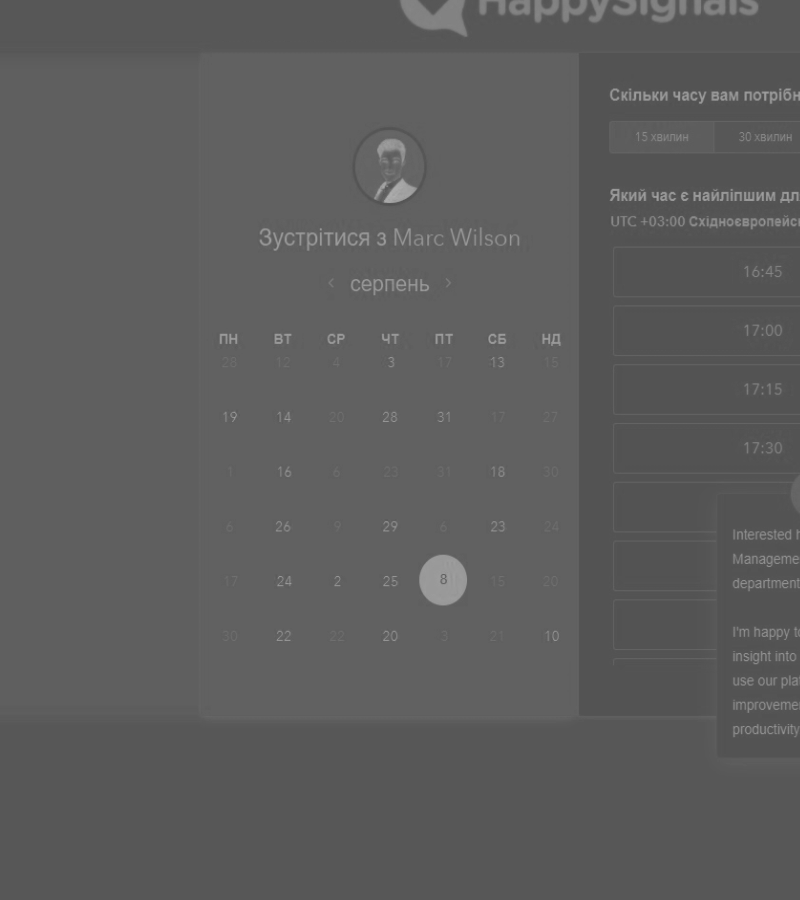 HappySignals
Зустрітися з Marc Wilson
серпень
ПН ВТ СР ЧТ ПТ СБ НД
26 12 4 3 17 13 15
19 14 20 28 31 17 27
1 16 6 23 31 18 30
6 26 9 29 6 23 24
17 24 2 25 8 15 20
30 22 22 20 3 21 10
Скільки часу вам потрібн
15 хвилин 30 хвилин
Який час є найліпшим дл
UTC +03:00 Східноєвропейсь
16:45
17:00
17:15
17:30
Interested h
Manageme
department
I'm happy to
insight into
use our plat
improveme
productivity